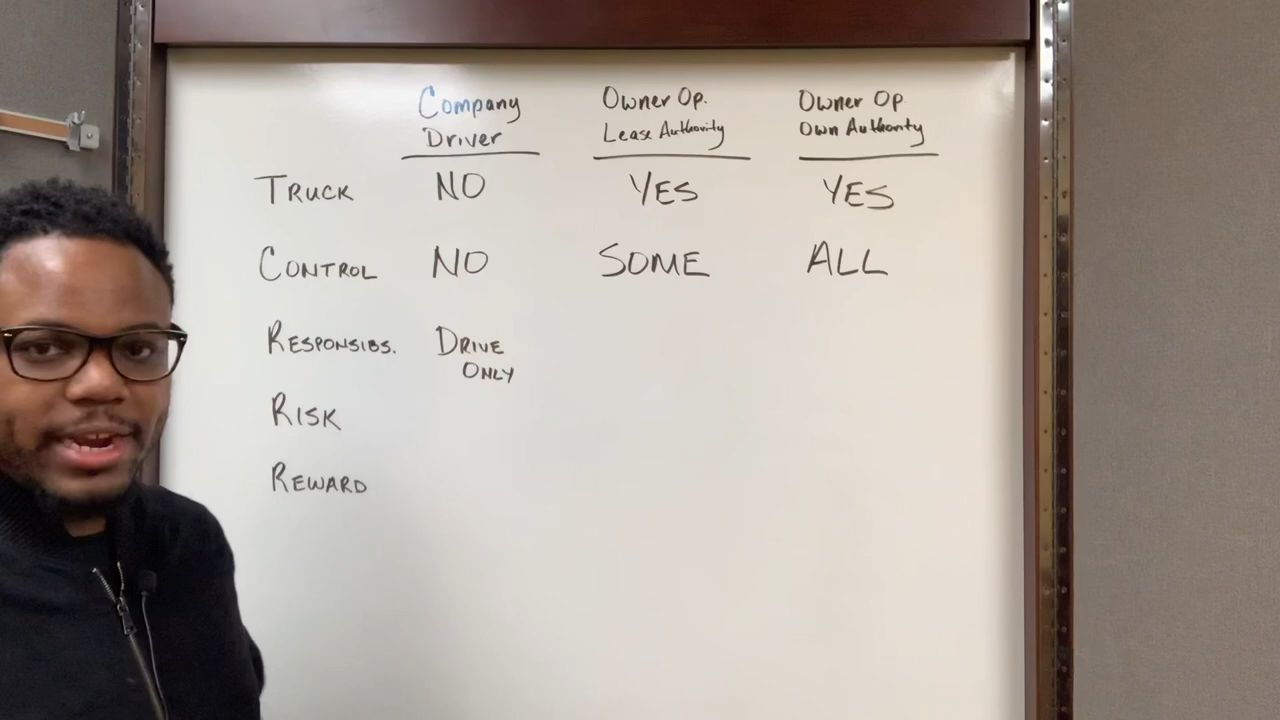 Company Driver
Owner Op. Lease Authority
Owner Op Own Authority
TRUCK NO YES YES
CONTROL NO SOME ALL
RESPONSIBS. DRIVE ONLY
RISK
REWARD